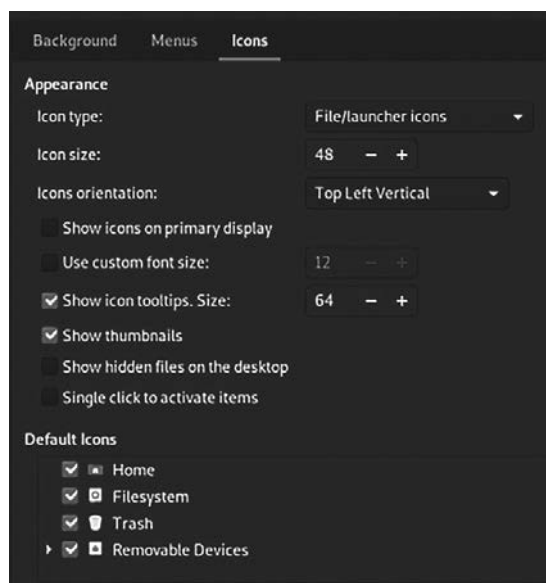 Background Menus Icons
Appearance
Icon type: File/launcher icons
Icon size: 48 − +
Icons orientation: Top Left Vertical
Show icons on primary display
Use custom font size: 12 − +
Show icon tooltips. Size: 64 − +
Show thumbnails
Show hidden files on the desktop
Single click to activate items
Default Icons
Home
Filesystem
Trash
Removable Devices